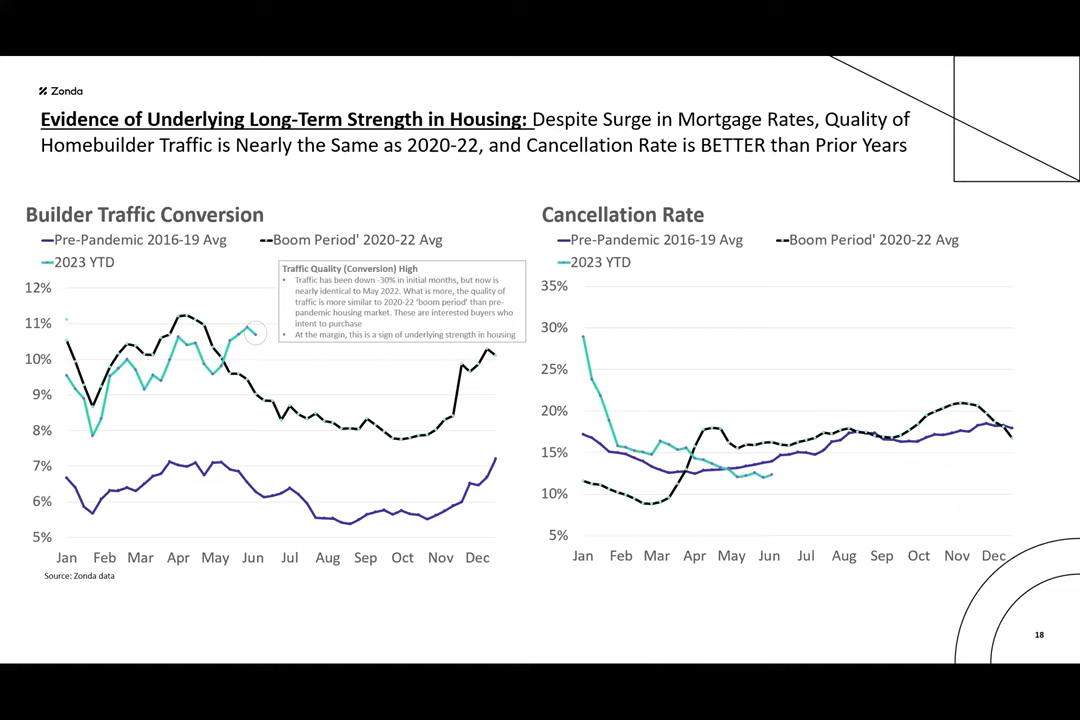 Zonda
Evidence of Underlying Long-Term Strength in Housing: Despite Surge in Mortgage Rates, Quality of
Homebuilder Traffic is Nearly the Same as 2020-22, and Cancellation Rate is BETTER than Prior Years
Builder Traffic Conversion
Pre-Pandemic 2016-19 Avg
Boom Period' 2020-22 Avg
2023 YTD
Traffic Quality (Conversion) High
• Traffic has been down -30% in initial months, but now is
nearly identical to May 2022. What is more, the quality of
traffic is more similar to 2020-22 'boom period' than pre-
pandemic housing market. These are interested buyers who
intent to purchase
• At the margin, this is a sign of underlying strength in housing
12%
11%
10%
9%
8%
7%
6%
5%
Jan Feb Mar Apr May Jun Jul Aug Sep Oct Nov Dec
Source: Zonda data
Cancellation Rate
Pre-Pandemic 2016-19 Avg
Boom Period' 2020-22 Avg
2023 YTD
35%
30%
25%
20%
15%
10%
5%
Jan Feb Mar Apr May Jun Jul Aug Sep Oct Nov Dec
18